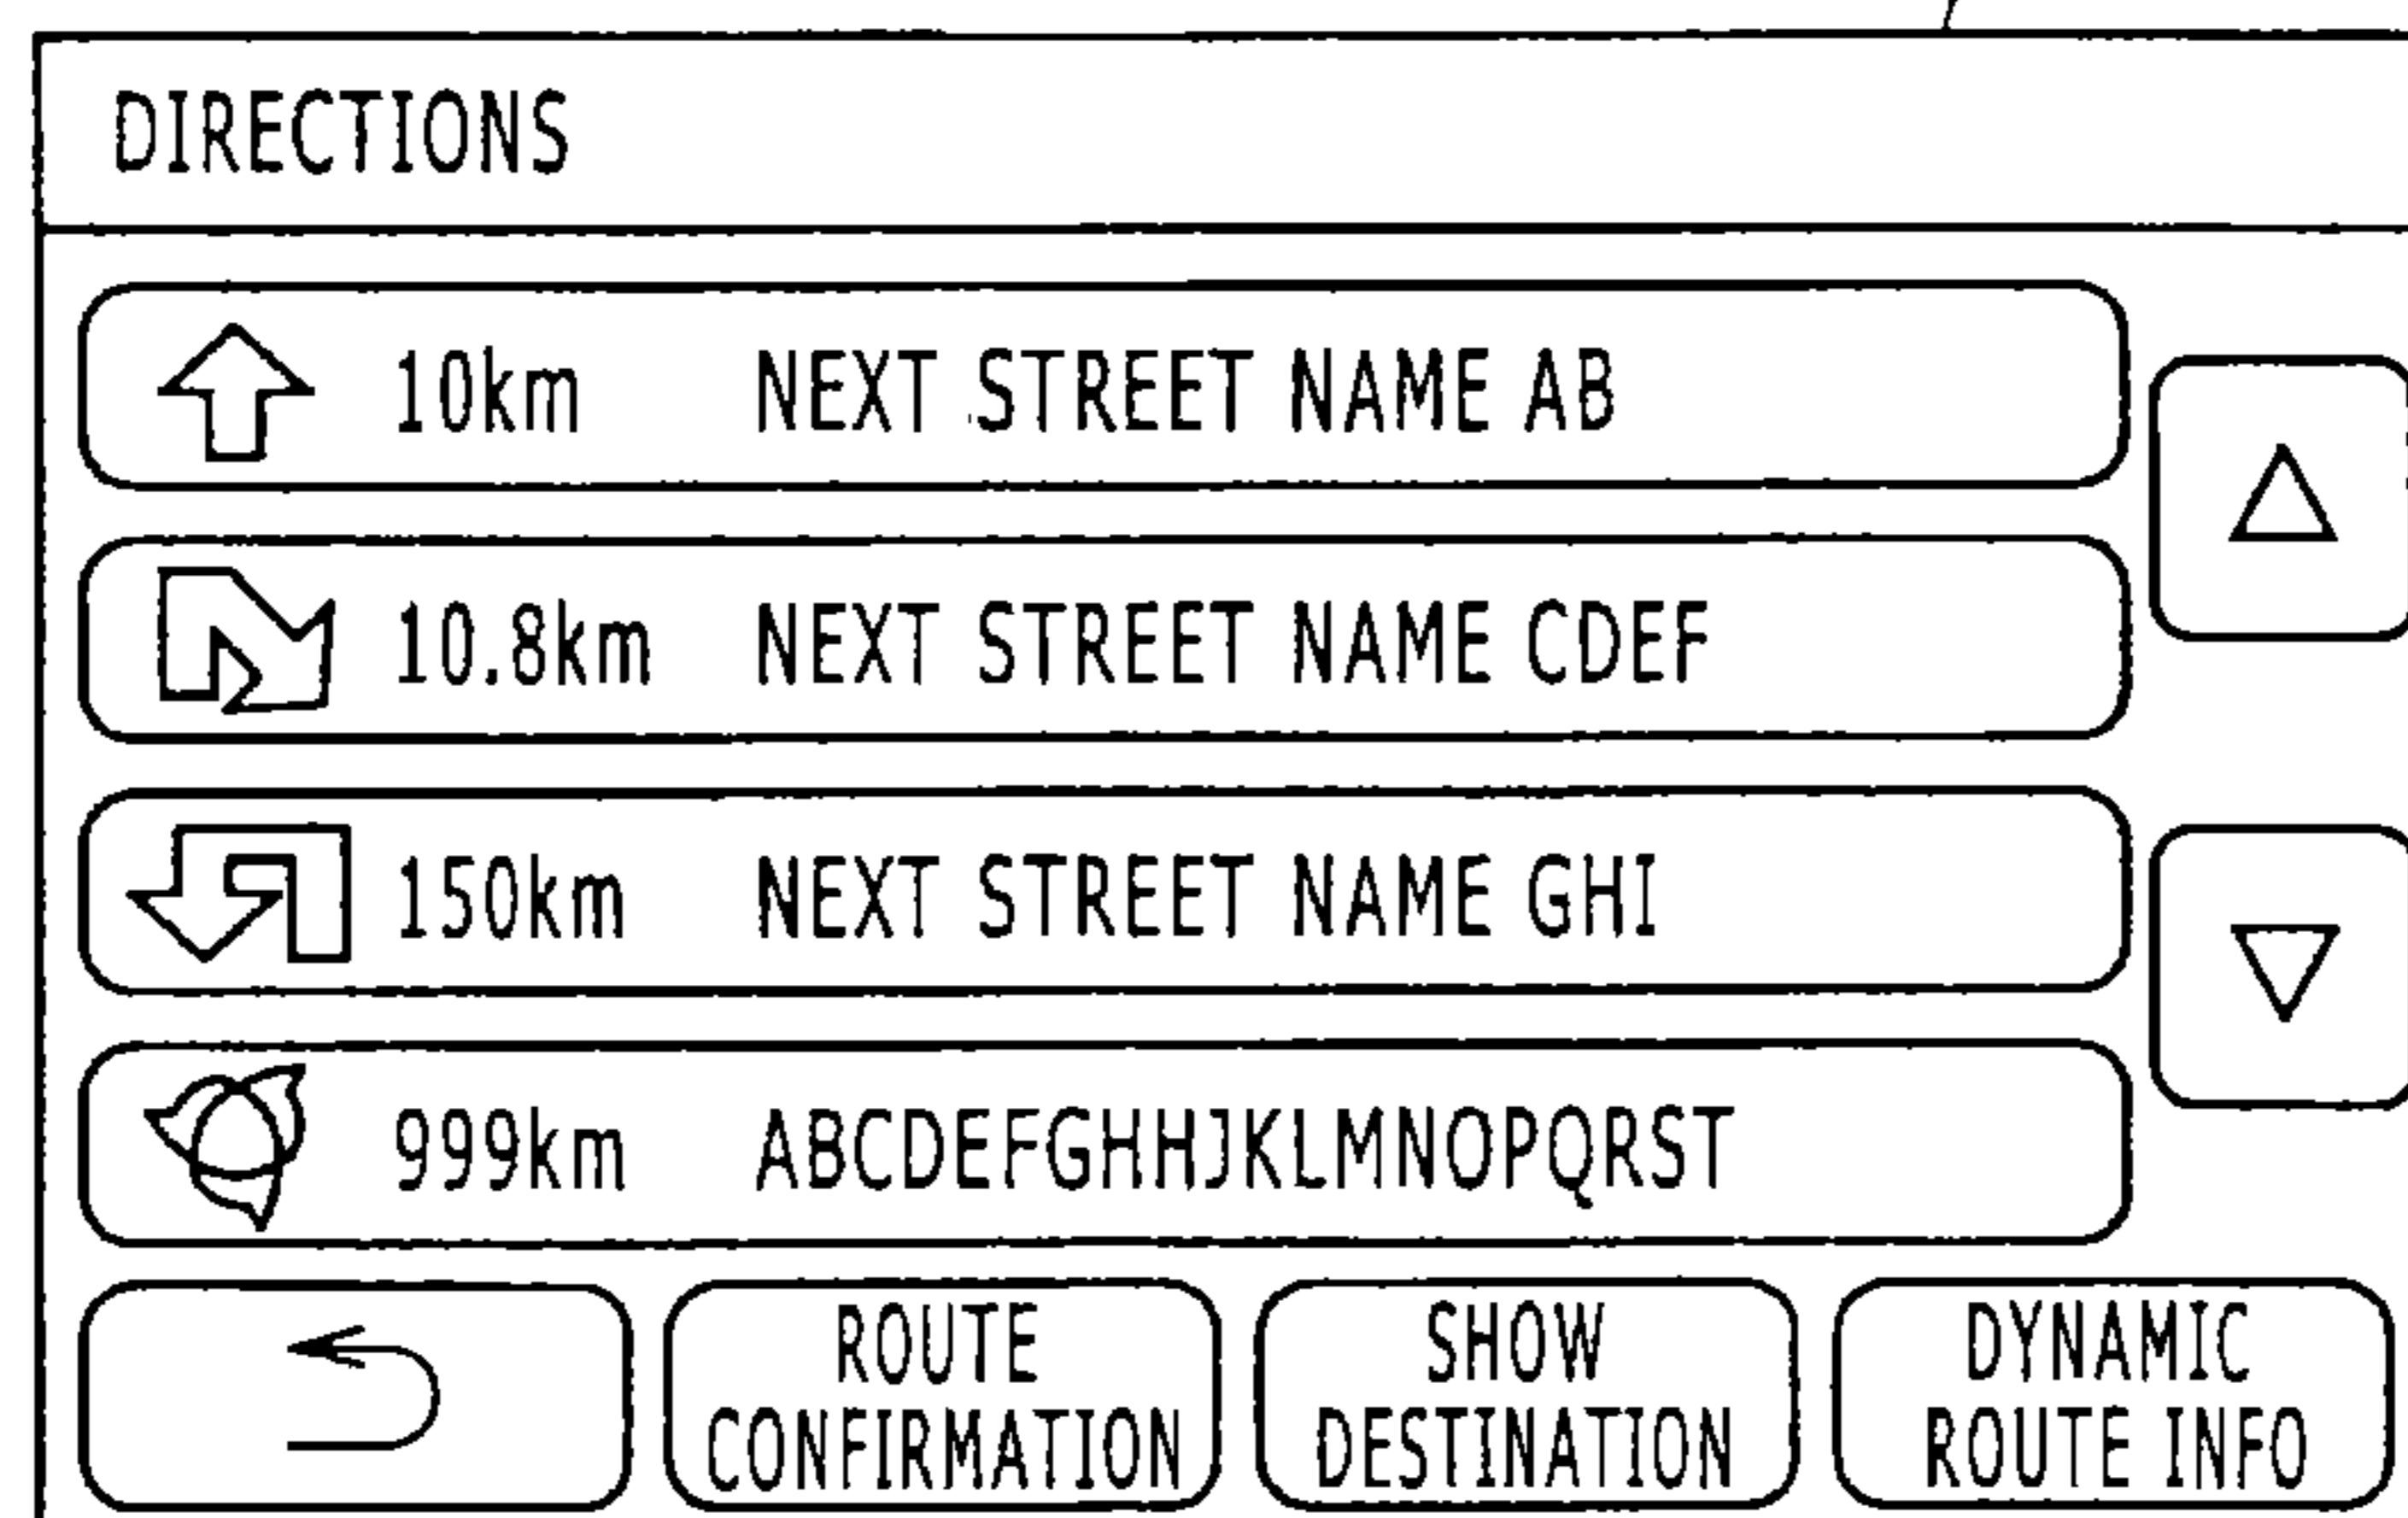 DIRECTIONS
10km NEXT STREET NAME AB
10.8km NEXT STREET NAME CDEF
150km NEXT STREET NAME GHI
999km ABCDEFGHHJKLMNOPQRST
ROUTE
CONFIRMATION
SHOW
DESTINATION
DYNAMIC
ROUTE INFO